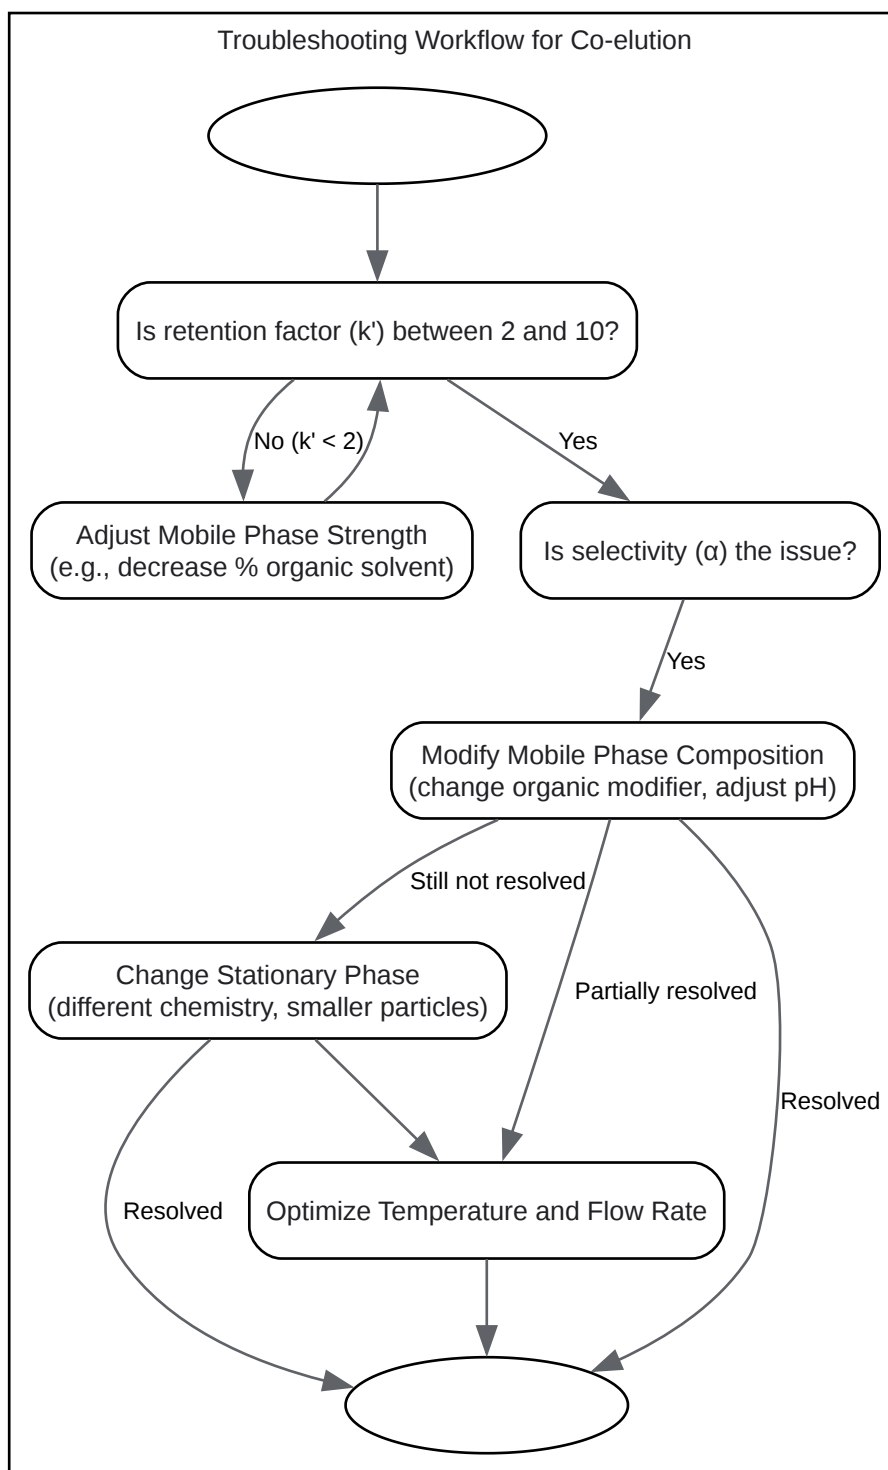 Troubleshooting Workflow for Co-elution
Is retention factor (k') between 2 and 10?
No (k' < 2)
Yes
Adjust Mobile Phase Strength
(e.g., decrease % organic solvent)
Is selectivity (α) the issue?
Yes
Modify Mobile Phase Composition
(change organic modifier, adjust pH)
Still not resolved
Change Stationary Phase
(different chemistry, smaller particles)
Partially resolved
Resolved
Resolved
Optimize Temperature and Flow Rate